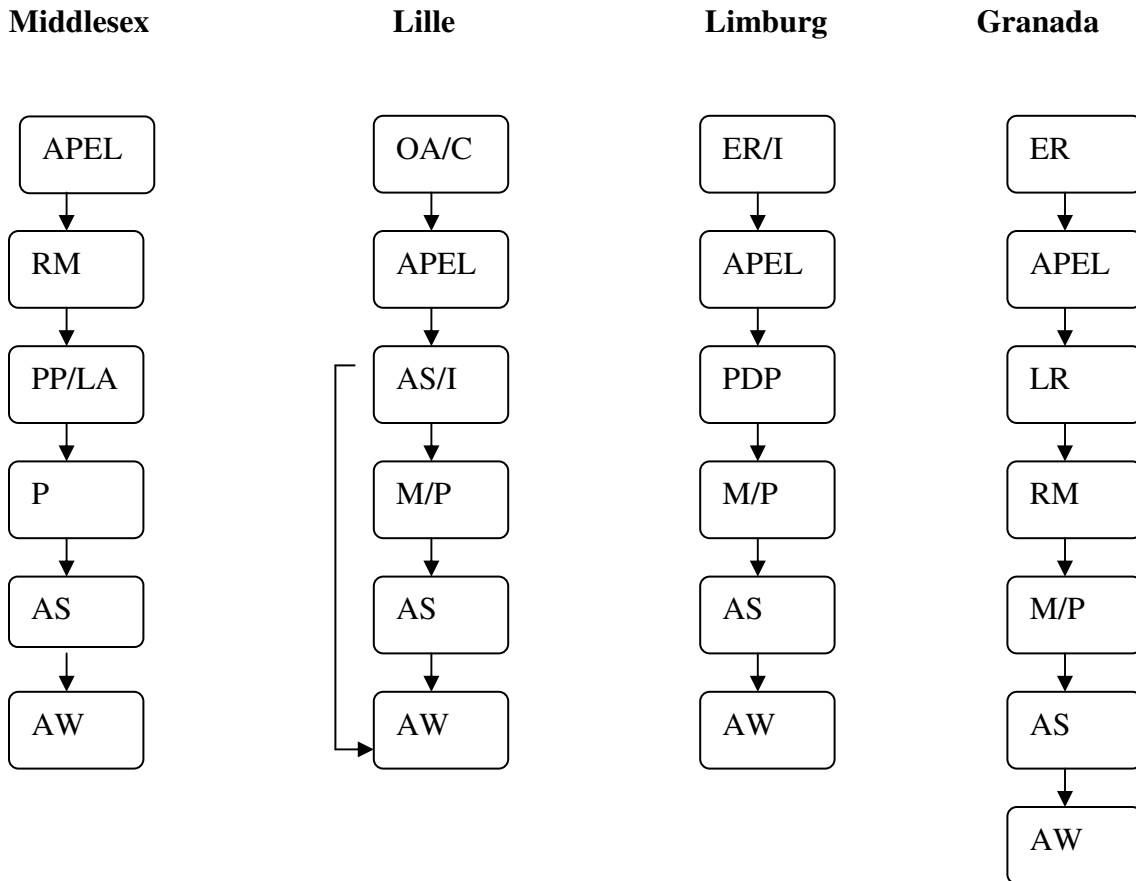 Middlesex Lille Limburg Granada
APEL OA/C ER/I ER
RM APEL APEL APEL
PP/LA AS/I PDP LR
P M/P M/P RM
AS AS AS M/P
AW AW AW AS
AW